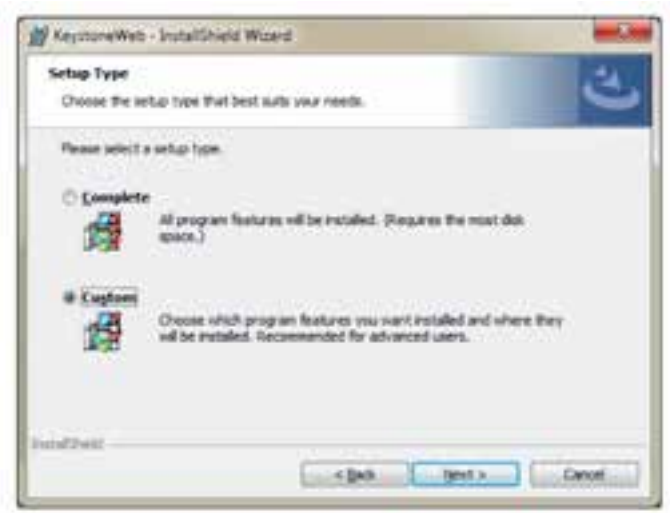 KeystoneWeb - InstallShield Wizard
Setup Type
Choose the setup type that best suits your needs.
Please select a setup type.
Complete
All program features will be installed. (Requires the most disk
space.)
Custom
Choose which program features you want installed and where they
will be installed. Recommended for advanced users.
InstallShield
< Back
Next >
Cancel